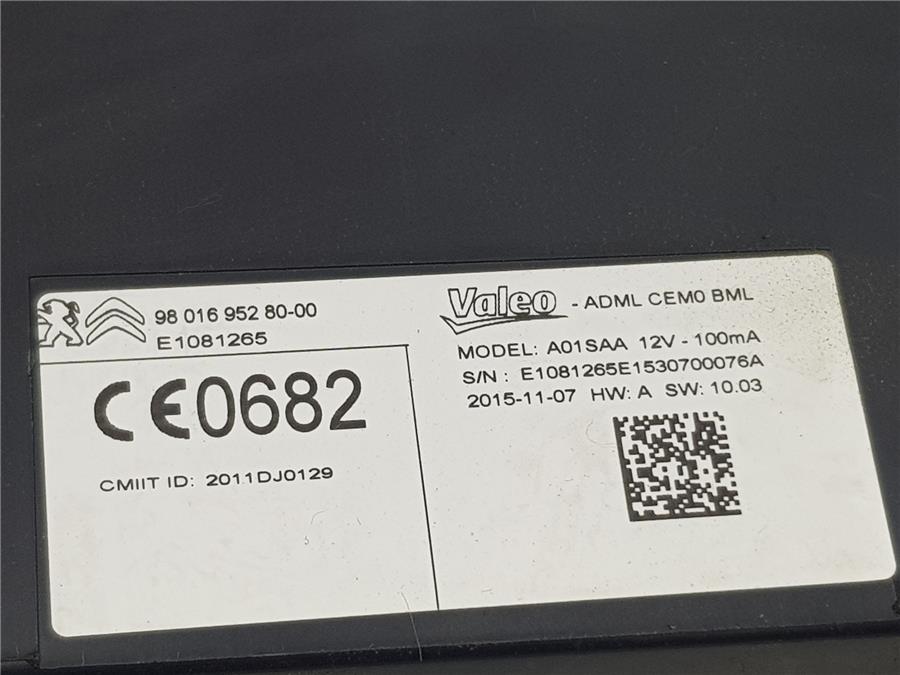 98 016 952 80-00
E1081265
CE0682
CMIIT ID: 2011DJ0129
Valeo - ADML CEM0 BML
MODEL: A01SAA 12V - 100mA
S/N : E1081265E1530700076A
2015-11-07 HW: A SW: 10.03